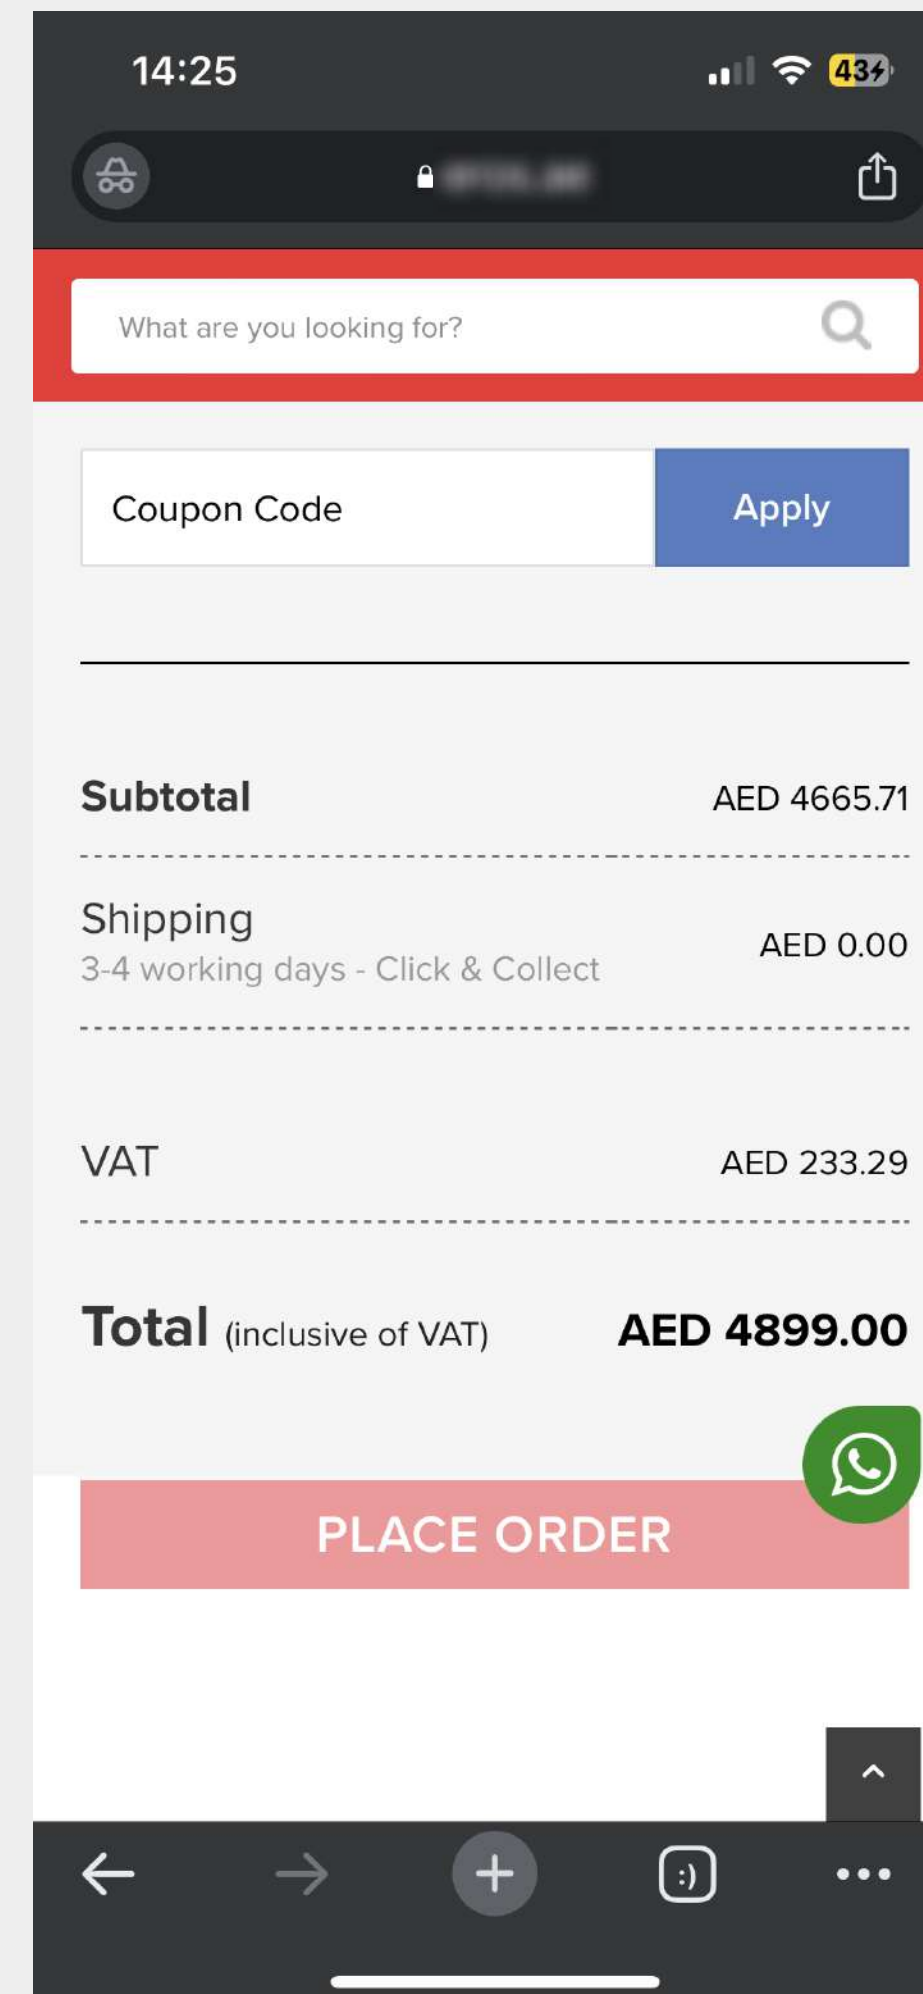 14:25
43
What are you looking for?
Coupon Code
Apply
Subtotal
AED 4665.71
Shipping
AED 0.00
3-4 working days - Click & Collect
VAT
AED 233.29
Total (inclusive of VAT)
AED 4899.00
PLACE ORDER
:)